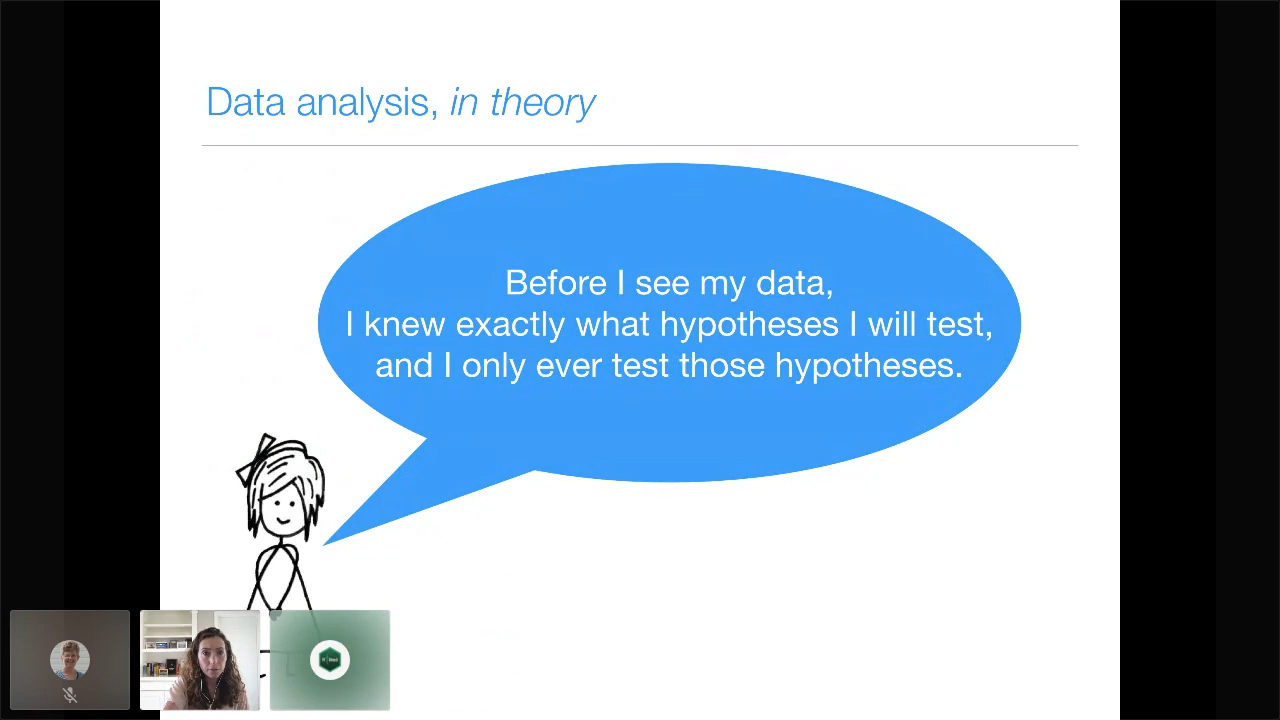 Data analysis, in theory
Before I see my data,
I knew exactly what hypotheses I will test,
and I only ever test those hypotheses.